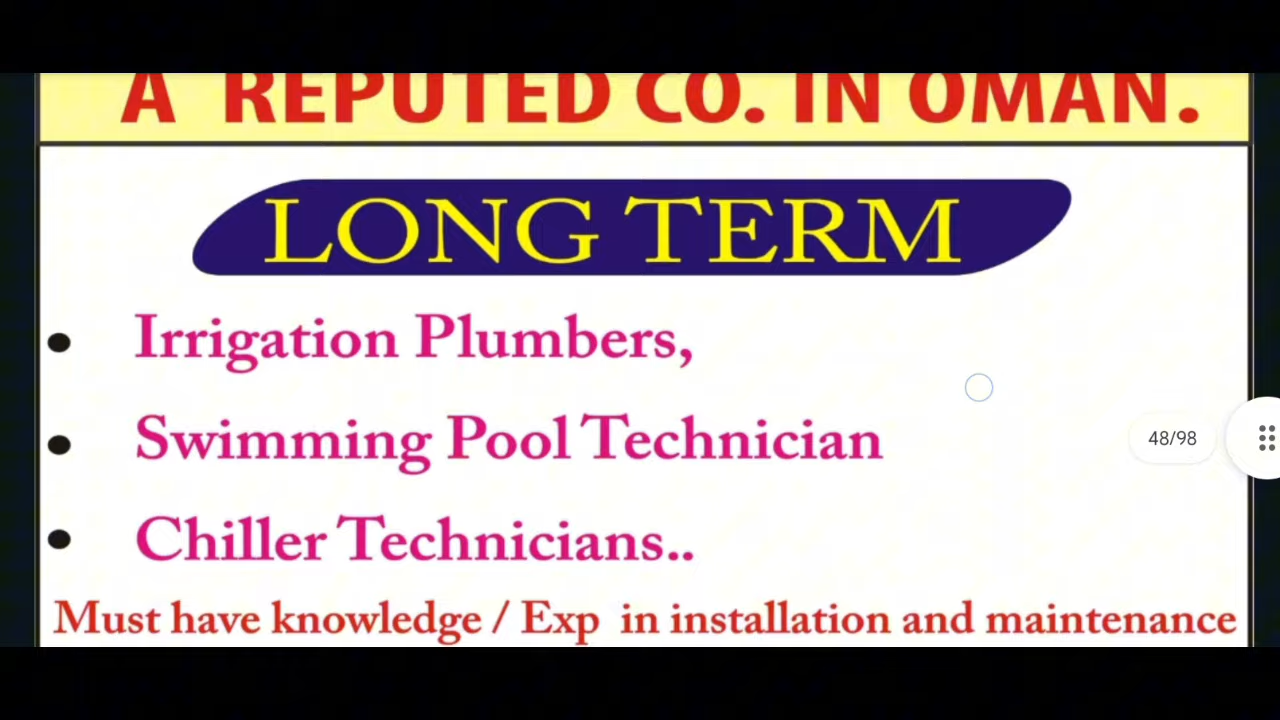 A REPUTED CO. IN OMAN.
LONG TERM
Irrigation Plumbers,
Swimming Pool Technician
48/98
Chiller Technicians..
Must have knowledge / Exp in installation and maintenance